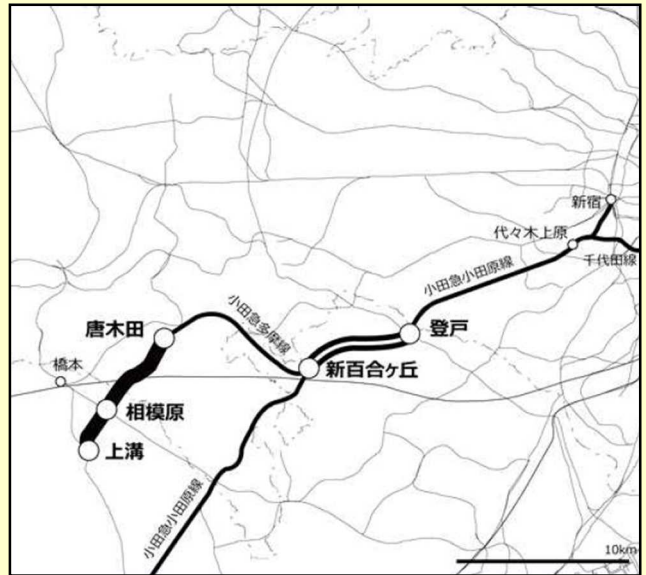 新宿
代々木上原
千代田線
小田急小田原線
登戸
小田急多摩線
唐木田
橋本
新百合ヶ丘
相模原
上溝
小田急小田原線
10km